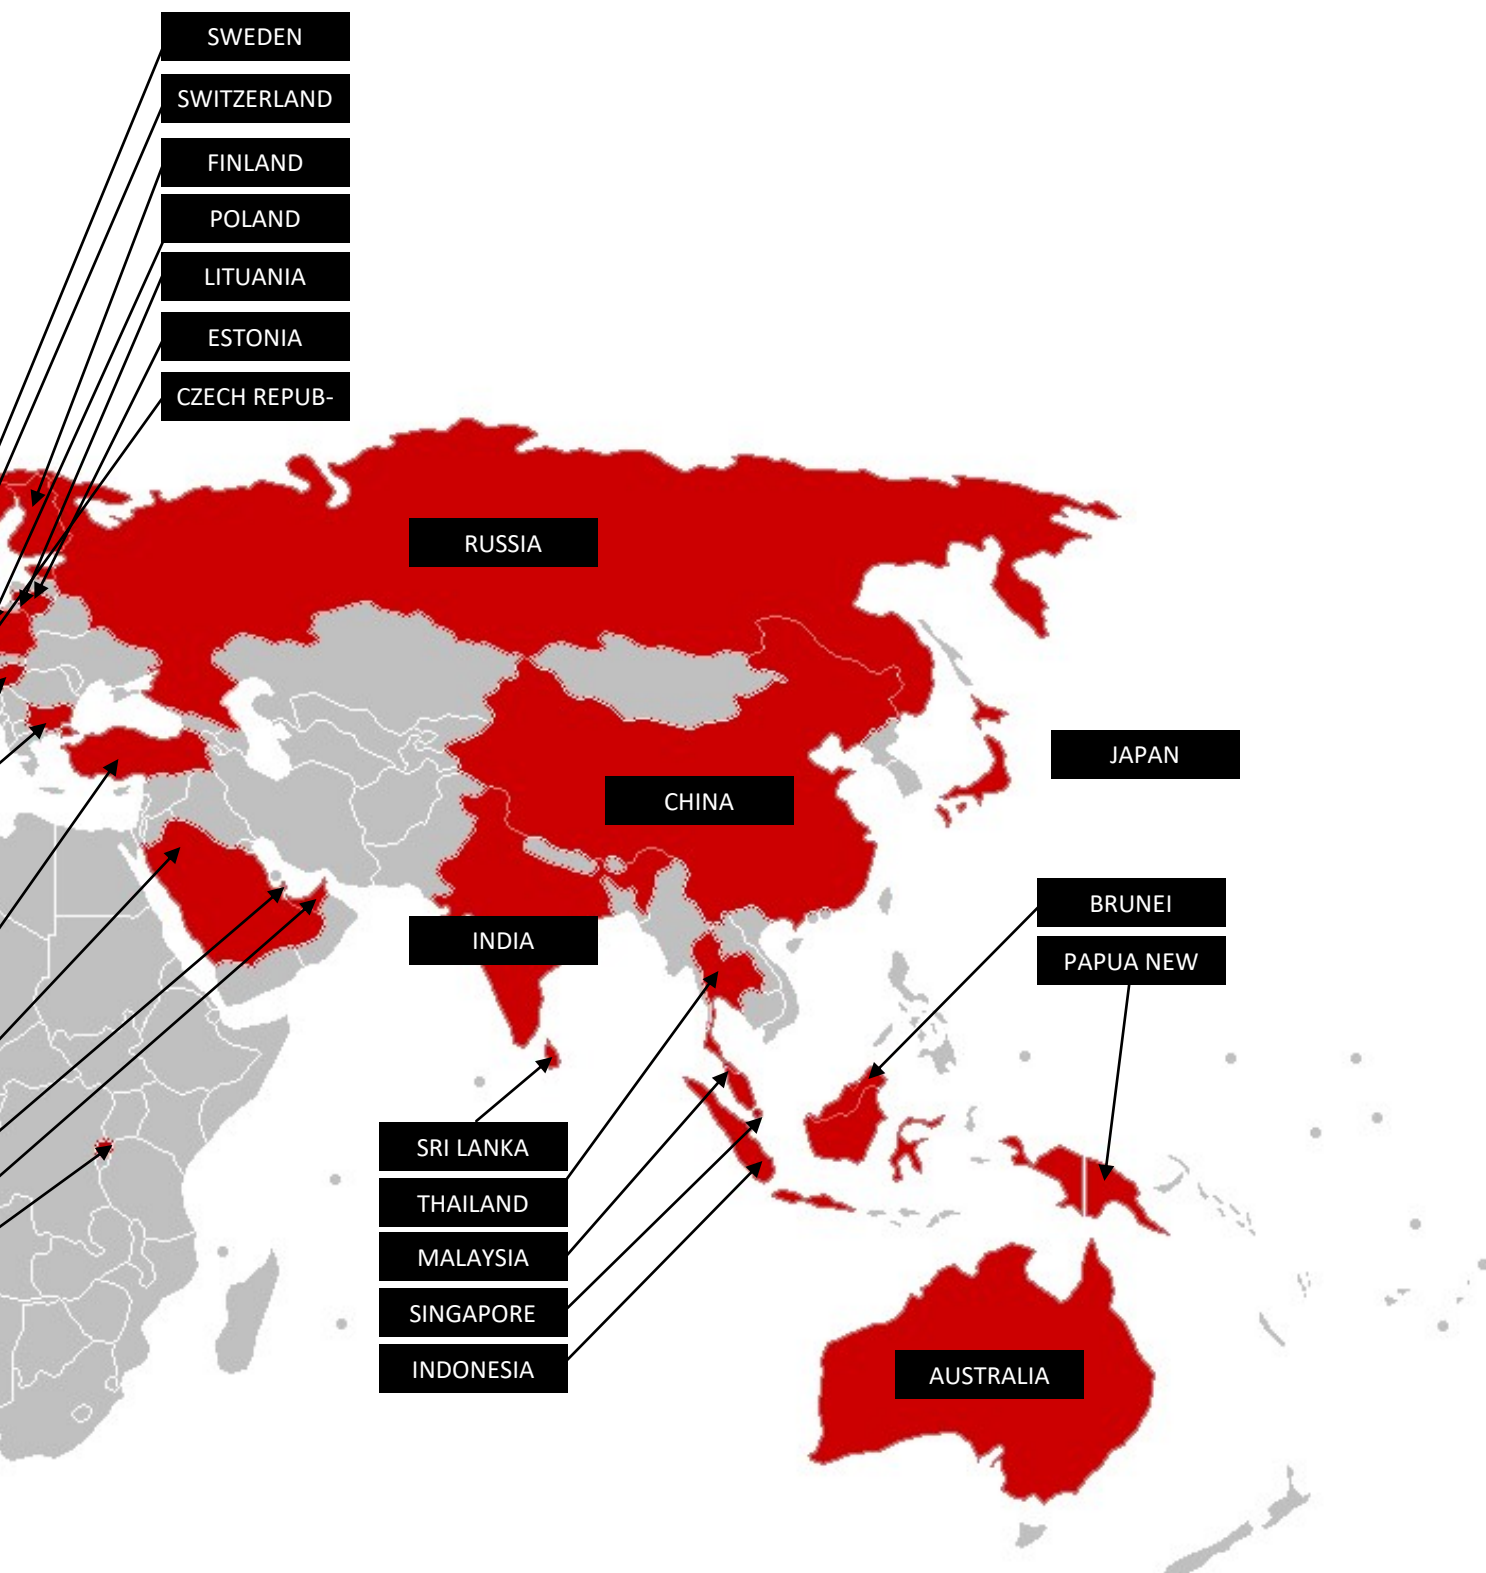 SWEDEN
SWITZERLAND
FINLAND
POLAND
LITUANIA
ESTONIA
CZECH REPUB-
RUSSIA
JAPAN
CHINA
BRUNEI
INDIA
PAPUA NEW
SRI LANKA
THAILAND
MALAYSIA
SINGAPORE
INDONESIA
AUSTRALIA